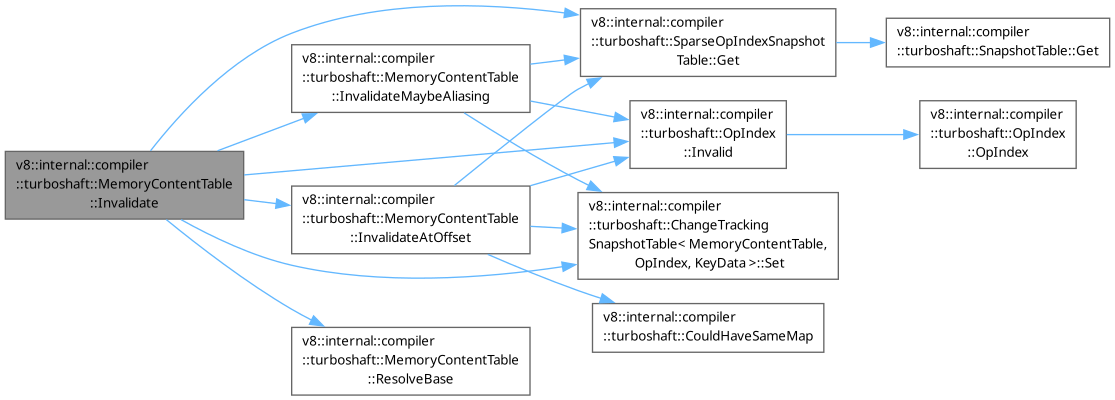 v8::internal::compiler
::turboshaft::MemoryContentTable
::Invalidate
v8::internal::compiler
::turboshaft::MemoryContentTable
::InvalidateMaybeAliasing
v8::internal::compiler
::turboshaft::MemoryContentTable
::InvalidateAtOffset
v8::internal::compiler
::turboshaft::MemoryContentTable
::ResolveBase
v8::internal::compiler
::turboshaft::SparseOpIndexSnapshot
Table::Get
v8::internal::compiler
::turboshaft::OpIndex
::Invalid
v8::internal::compiler
::turboshaft::ChangeTracking
SnapshotTable< MemoryContentTable,
OpIndex, KeyData >::Set
v8::internal::compiler
::turboshaft::CouldHaveSameMap
v8::internal::compiler
::turboshaft::SnapshotTable::Get
v8::internal::compiler
::turboshaft::OpIndex
::OpIndex